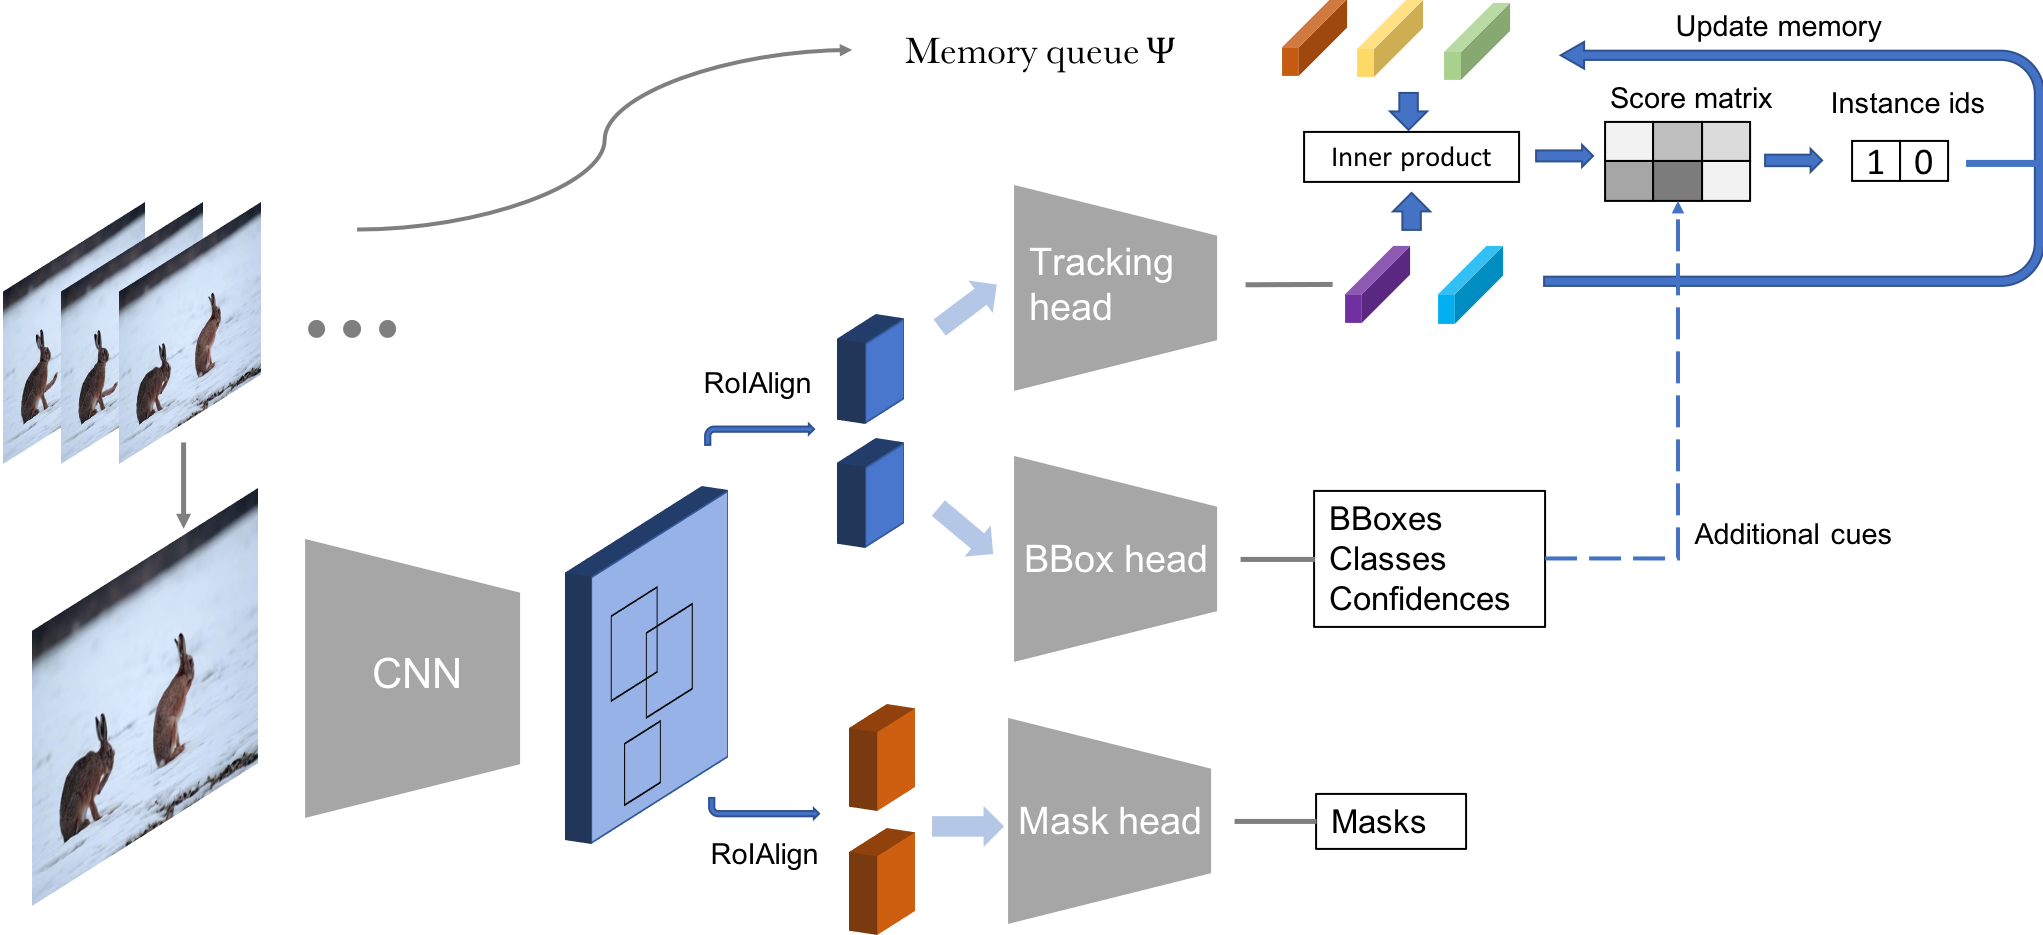 Update memory
Memory queue Ψ
Score matrix
Instance ids
Inner product
1 0
Tracking
head
RoIAlign
BBox head
BBoxes
Classes
Confidences
Additional cues
CNN
Mask head
Masks
RoIAlign